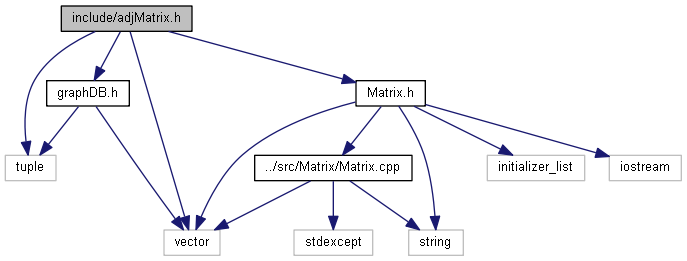 include/adjMatrix.h
graphDB.h
Matrix.h
tuple
../src/Matrix/Matrix.cpp
initializer_list
iostream
vector
stdexcept
string